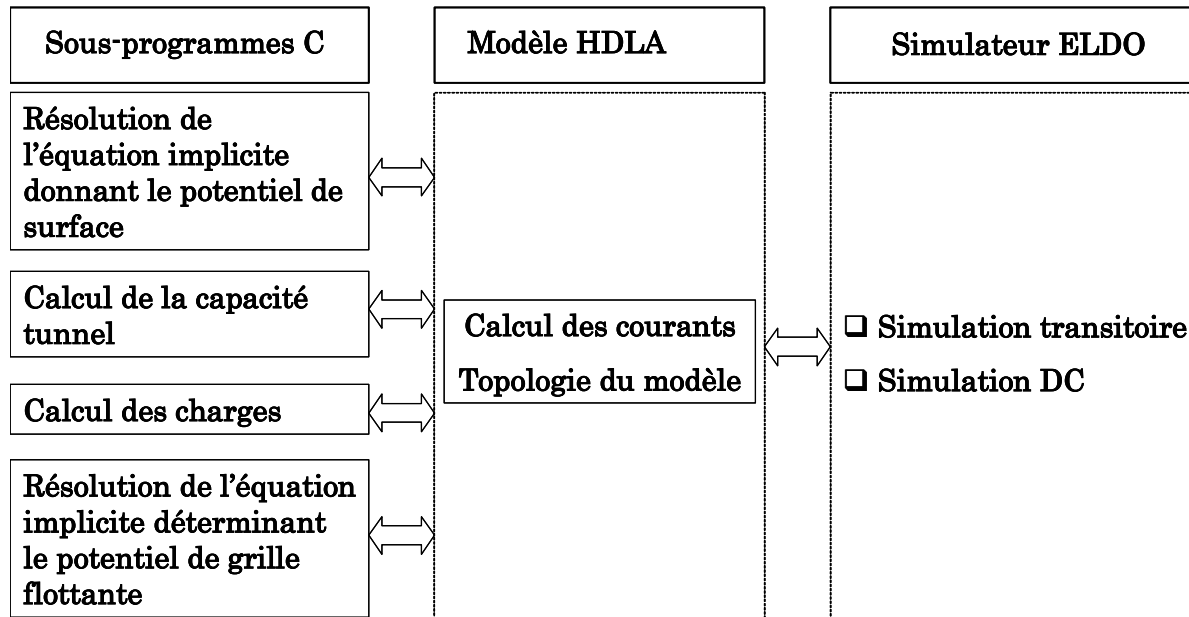 Sous-programmes C
Modèle HDLA
Simulateur ELDO
Résolution de
l'équation implicite
donnant le potentiel de
surface
Calcul de la capacité
tunnel
Calcul des charges
Résolution de l'équation
implicite déterminant
le potentiel de grille
flottante
Calcul des courants
Topologie du modèle
❑ Simulation transitoire
❑ Simulation DC